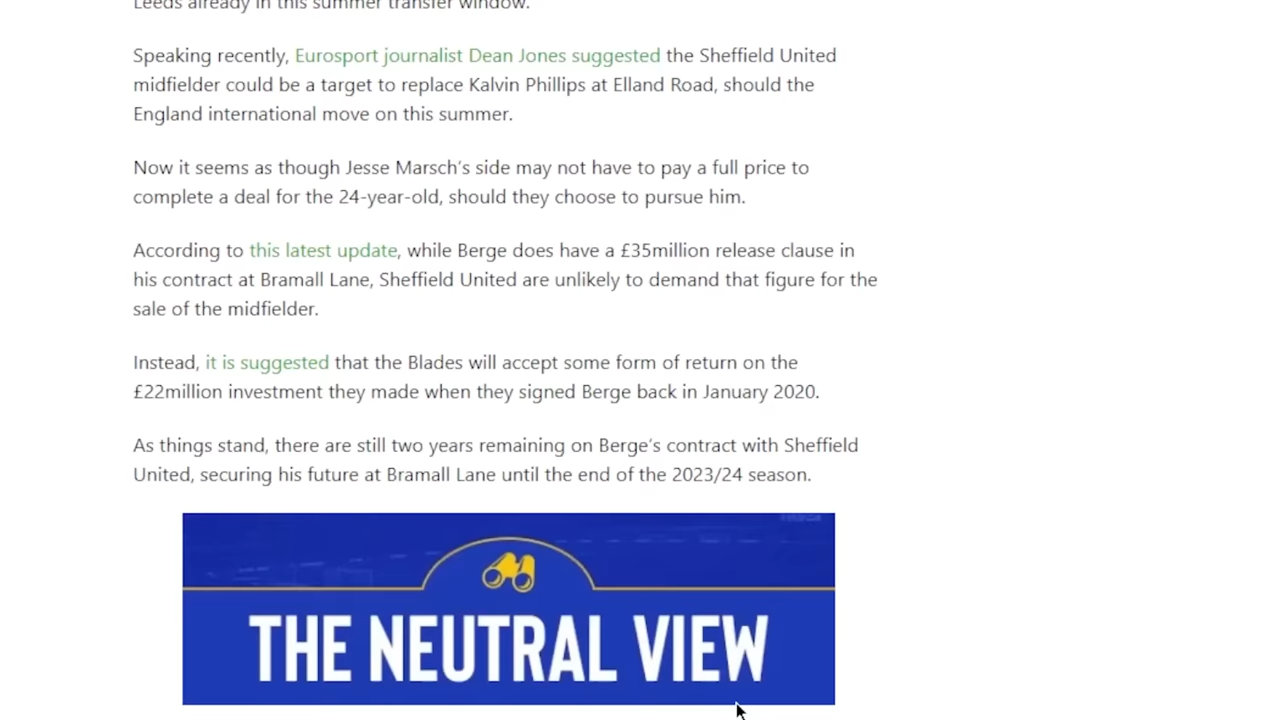 Leeds already in this summer transfer window.
Speaking recently, Eurosport journalist Dean Jones suggested the Sheffield United
midfielder could be a target to replace Kalvin Phillips at Elland Road, should the
England international move on this summer.
Now it seems as though Jesse Marsch's side may not have to pay a full price to
complete a deal for the 24-year-old, should they choose to pursue him.
According to this latest update, while Berge does have a £35million release clause in
his contract at Bramall Lane, Sheffield United are unlikely to demand that figure for the
sale of the midfielder.
Instead, it is suggested that the Blades will accept some form of return on the
£22million investment they made when they signed Berge back in January 2020.
As things stand, there are still two years remaining on Berge's contract with Sheffield
United, securing his future at Bramall Lane until the end of the 2023/24 season.
THE NEUTRAL VIEW